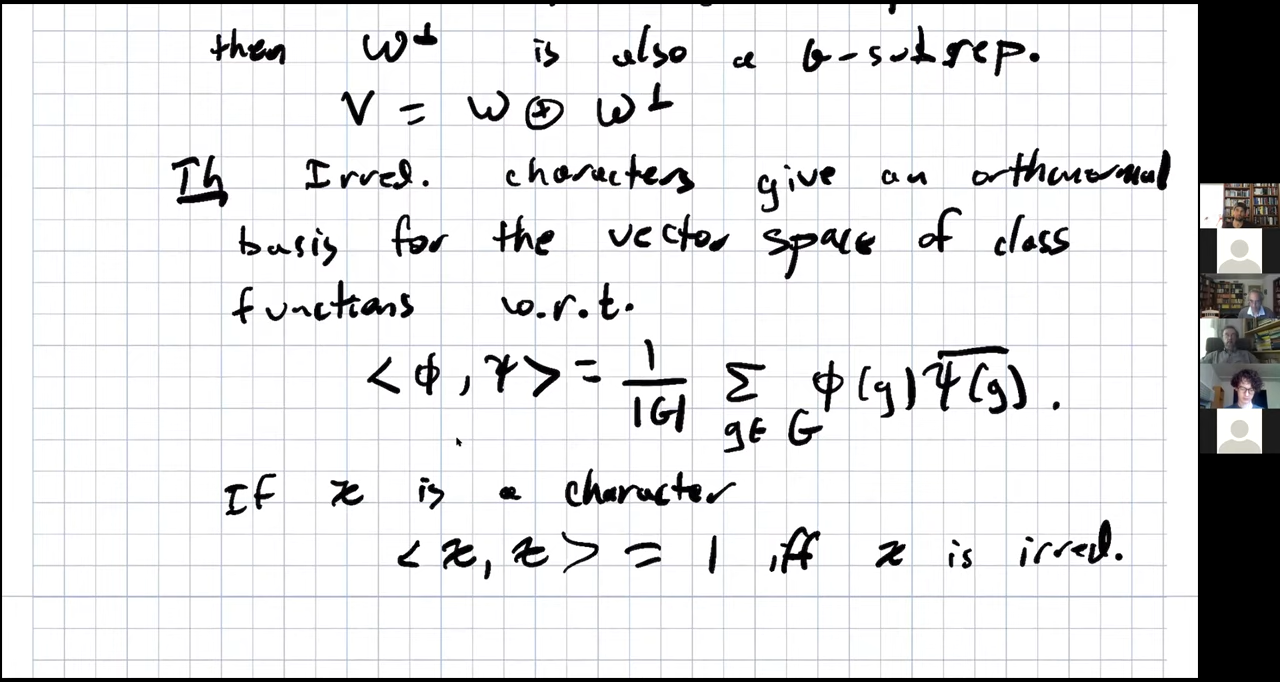 then W⊥ is also a G-subrep.
V = W ⊕ W⊥
Th Irred. characters give an orthonormal
basis for the vector space of class
functions w.r.t.
<ϕ, ψ> = 1/|G| Σ_{g∈G} ϕ(g) \overline{ψ(g)}.
If χ is a character
<χ, χ> = 1 iff χ is irred.